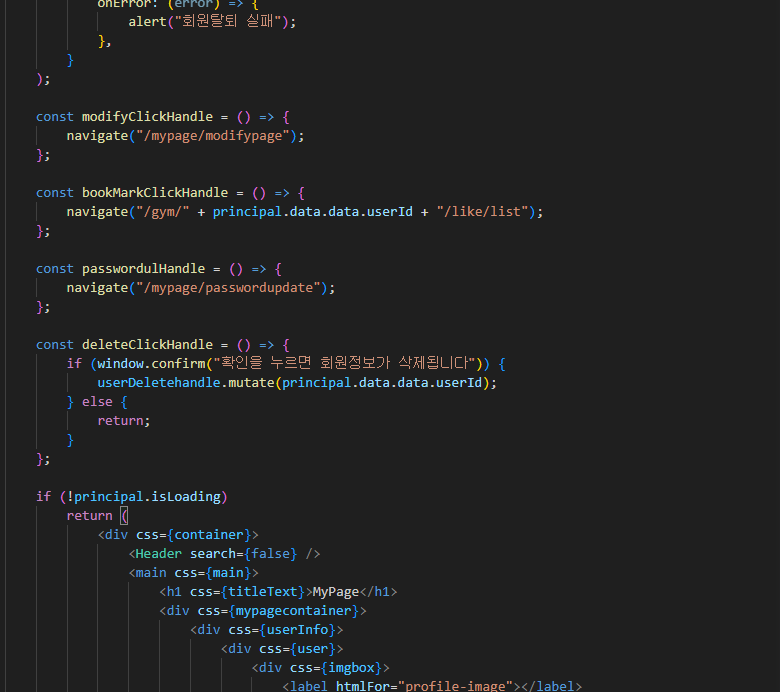 onError: (error) => {
alert("회원탈퇴 실패");
},
}
);
const modifyClickHandle = () => {
navigate("/mypage/modifypage");
};
const bookMarkClickHandle = () => {
navigate("/gym/" + principal.data.data.userId + "/like/list");
};
const passwordulHandle = () => {
navigate("/mypage/passwordupdate");
};
const deleteClickHandle = () => {
if (window.confirm("확인을 누르면 회원정보가 삭제됩니다")) {
userDeletehandle.mutate(principal.data.data.userId);
} else {
return;
}
};
if (!principal.isLoading)
return (
<div css={container}>
<Header search={false} />
<main css={main}>
<h1 css={titleText}>MyPage</h1>
<div css={mypagecontainer}>
<div css={userInfo}>
<div css={user}>
<div css={imgbox}>
<label htmlFor="profile-image"></label>